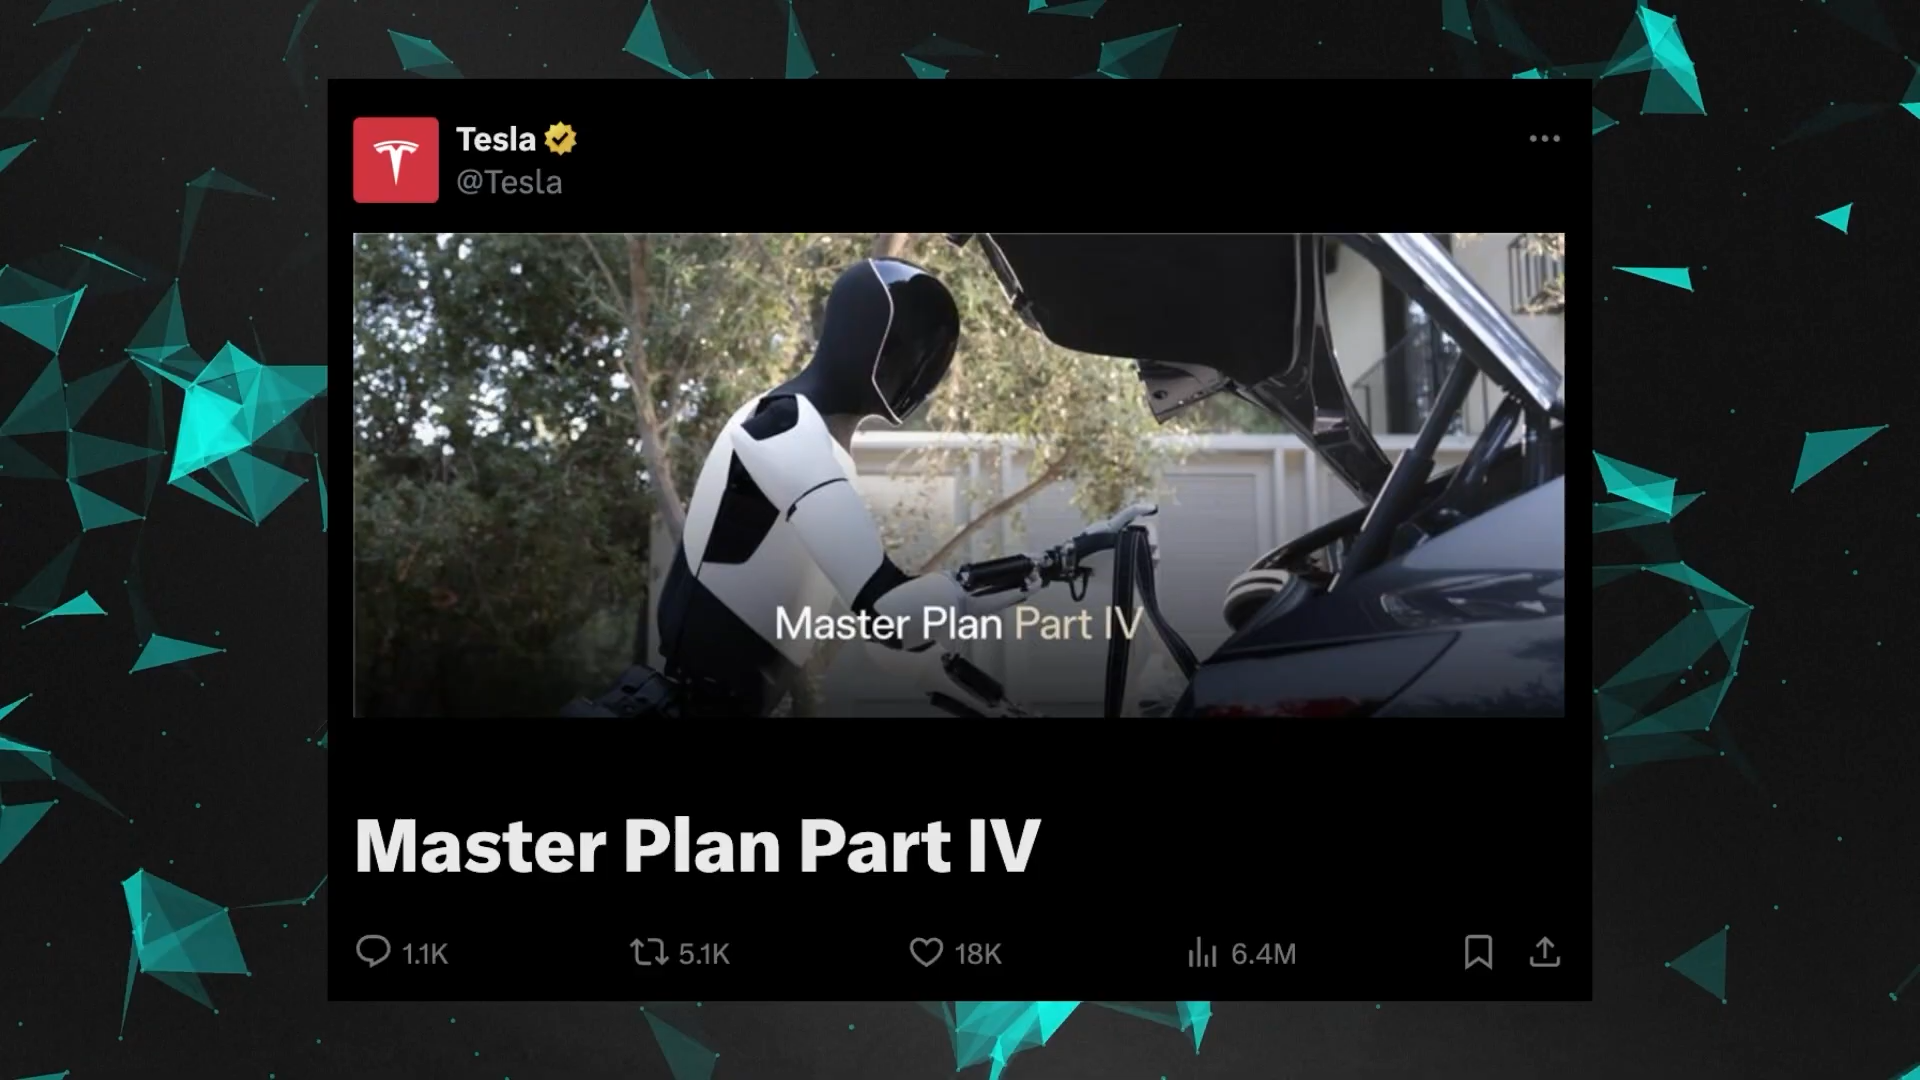 Tesla
@Tesla
Master Plan Part IV
Master Plan Part IV
1.1K 5.1K 18K 6.4M